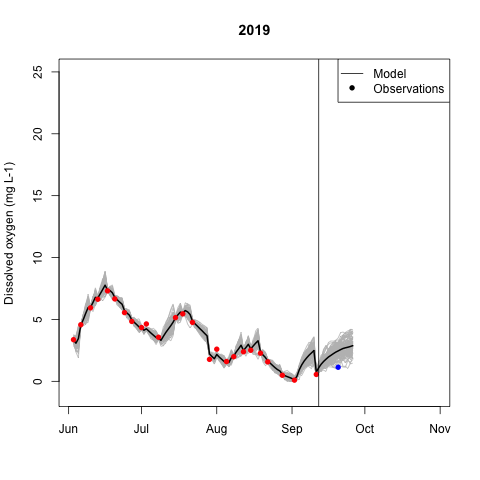 2019
Model
Observations
Dissolved oxygen (mg L-1)
25
20
15
10
5
0
Jun Jul Aug Sep Oct Nov